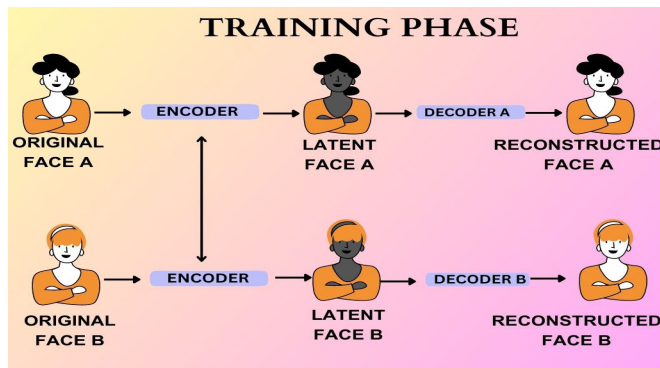 TRAINING PHASE
ENCODER
DECODER A
ORIGINAL
FACE A
LATENT
FACE A
RECONSTRUCTED
FACE A
ENCODER
DECODER B
ORIGINAL
FACE B
LATENT
FACE B
RECONSTRUCTED
FACE B